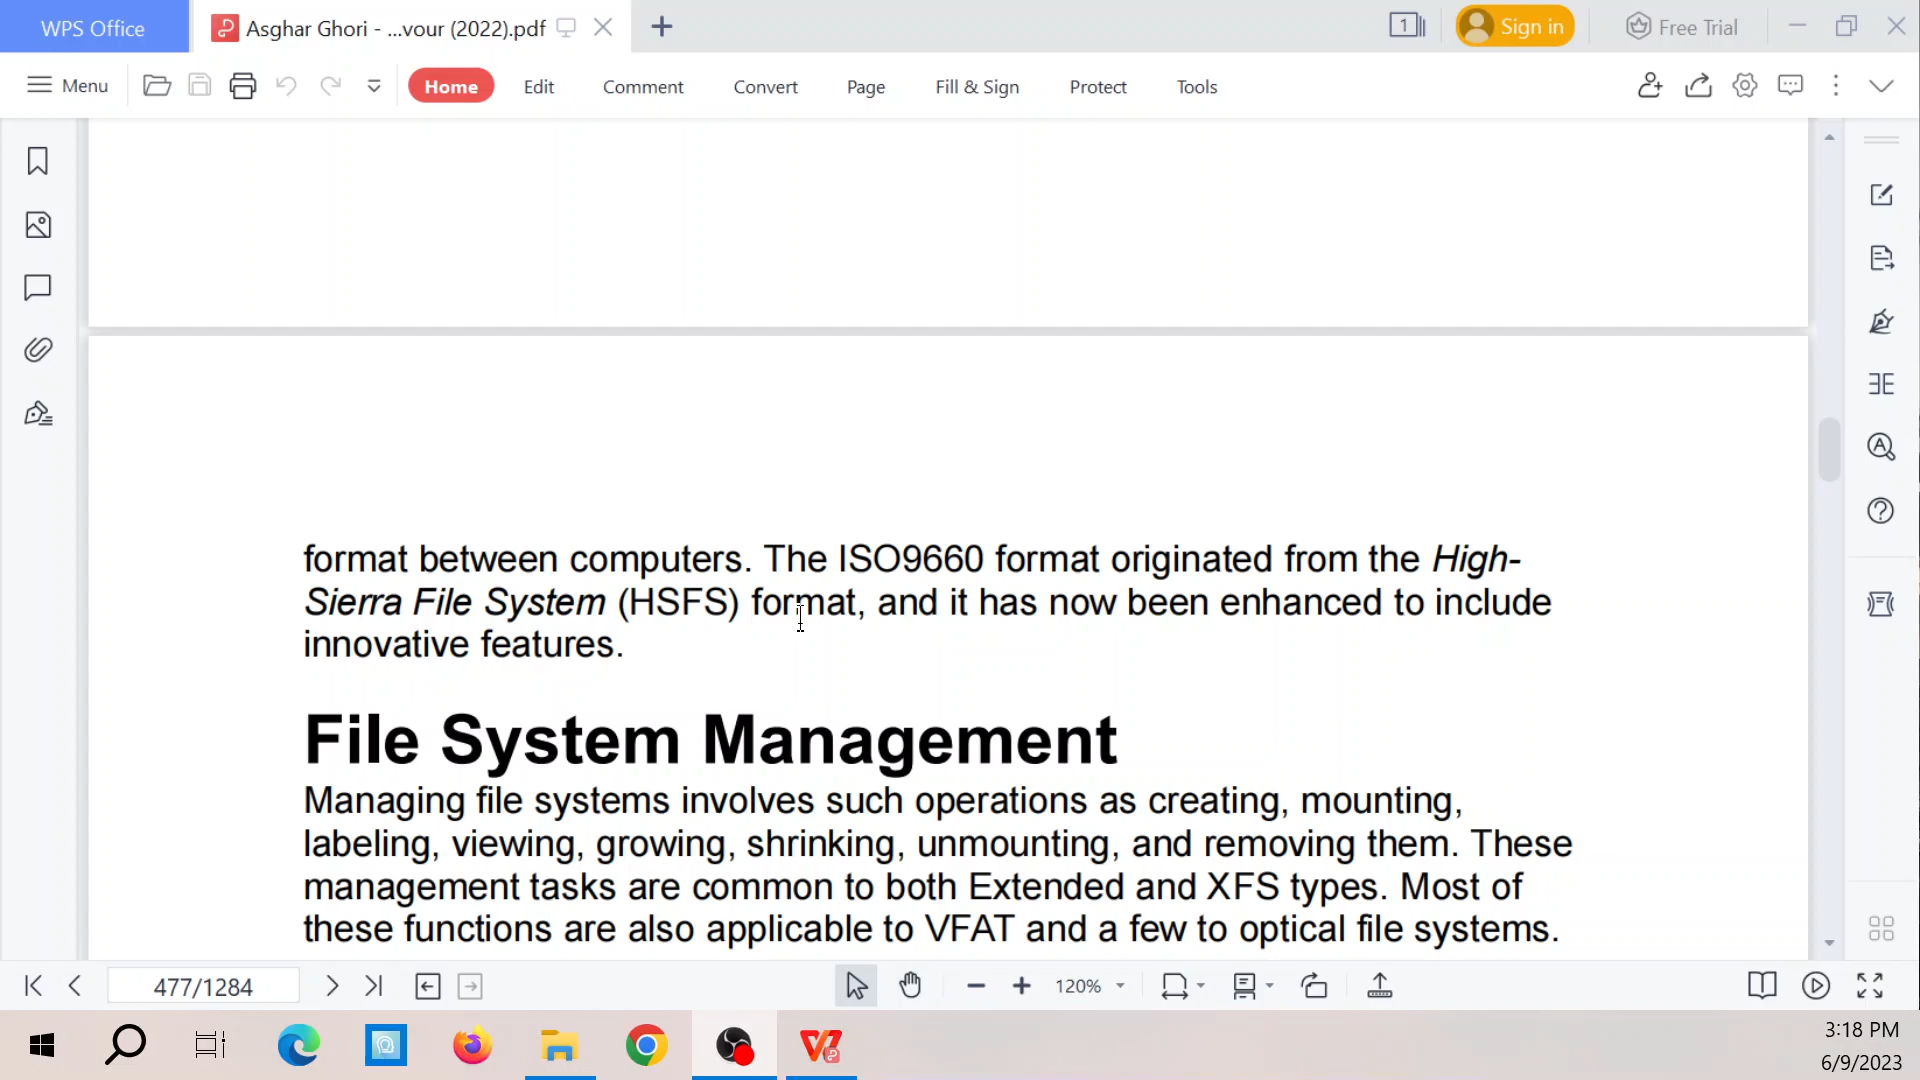 WPS Office
Asghar Ghori - ...vour (2022).pdf
1
Sign in
Free Trial
Menu
Home
Edit
Comment
Convert
Page
Fill & Sign
Protect
Tools
format between computers. The ISO9660 format originated from the High-
Sierra File System (HSFS) format, and it has now been enhanced to include
innovative features.
File System Management
Managing file systems involves such operations as creating, mounting,
labeling, viewing, growing, shrinking, unmounting, and removing them. These
management tasks are common to both Extended and XFS types. Most of
these functions are also applicable to VFAT and a few to optical file systems.
477/1284
120%
3:18 PM
6/9/2023